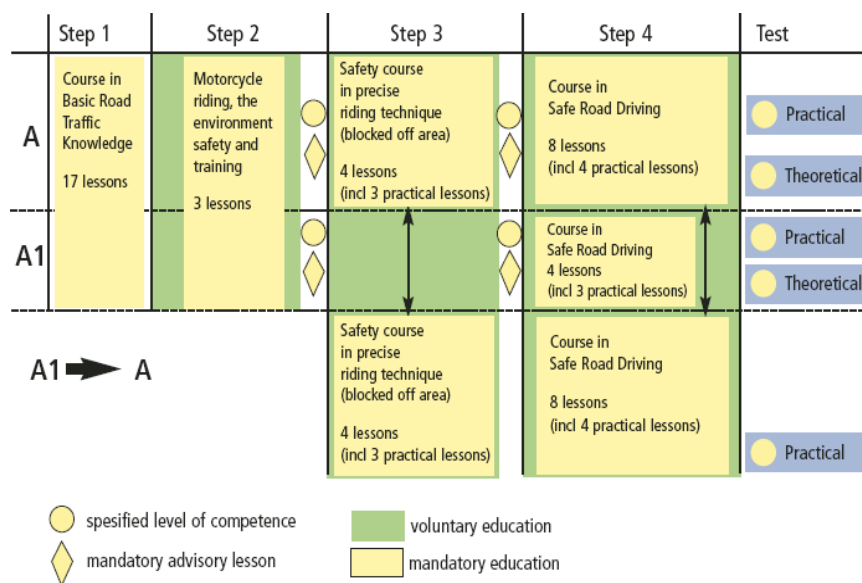 Step 1
Step 2
Step 3
Step 4
Test
A
Course in
Basic Road
Traffic
Knowledge
17 lessons
Motorcycle
riding, the
environment
safety and
training
3 lessons
Safety course
in precise
riding technique
(blocked off area)
4 lessons
(incl 3 practical lessons)
Course in
Safe Road Driving
8 lessons
(incl 4 practical lessons)
Practical
Theoretical
A1
Course in
Safe Road Driving
4 lessons
(incl 3 practical lessons)
Practical
Theoretical
A1 A
Safety course
in precise
riding technique
(blocked off area)
4 lessons
(incl 3 practical lessons)
Course in
Safe Road Driving
8 lessons
(incl 4 practical lessons)
Practical
spesified level of competence
voluntary education
mandatory advisory lesson
mandatory education